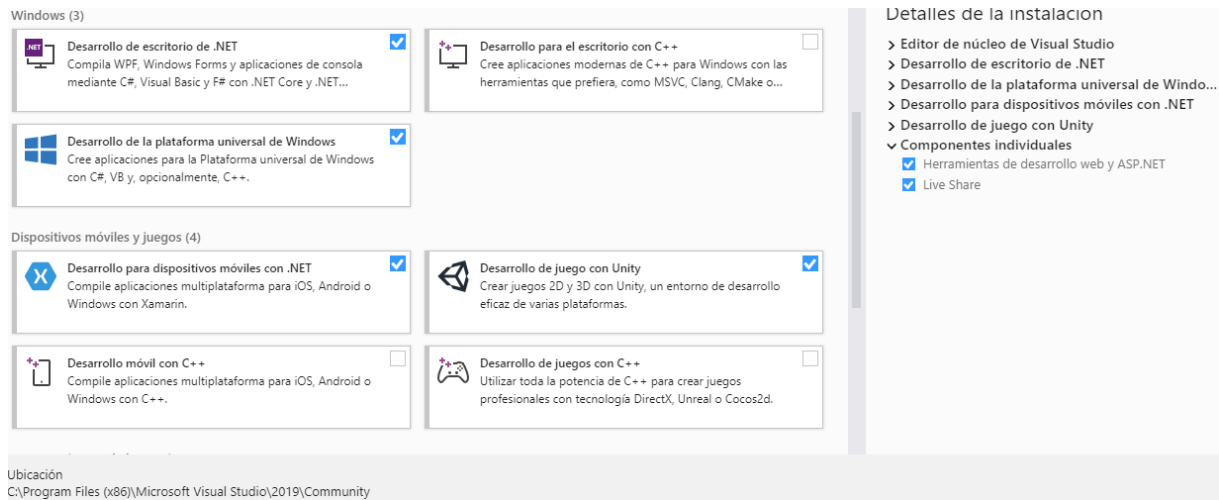 Windows (3)
.NET
Desarrollo de escritorio de .NET
Compila WPF, Windows Forms y aplicaciones de consola
mediante C#, Visual Basic y F# con .NET Core y .NET...
Desarrollo para el escritorio con C++
Cree aplicaciones modernas de C++ para Windows con las
herramientas que prefiera, como MSVC, Clang, CMake o...
Desarrollo de la plataforma universal de Windows
Cree aplicaciones para la Plataforma universal de Windows
con C#, VB y, opcionalmente, C++.
Dispositivos móviles y juegos (4)
Desarrollo para dispositivos móviles con .NET
Compile aplicaciones multiplataforma para iOS, Android o
Windows con Xamarin.
Desarrollo de juego con Unity
Crear juegos 2D y 3D con Unity, un entorno de desarrollo
eficaz de varias plataformas.
Desarrollo móvil con C++
Compile aplicaciones multiplataforma para iOS, Android o
Windows con C++.
Desarrollo de juegos con C++
Utilizar toda la potencia de C++ para crear juegos
profesionales con tecnología DirectX, Unreal o Cocos2d.
Detalles de la instalación
Editor de núcleo de Visual Studio
Desarrollo de escritorio de .NET
Desarrollo de la plataforma universal de Windo...
Desarrollo para dispositivos móviles con .NET
Desarrollo de juego con Unity
Componentes individuales
Herramientas de desarrollo web y ASP.NET
Live Share
Ubicación
C:\Program Files (x86)\Microsoft Visual Studio\2019\Community